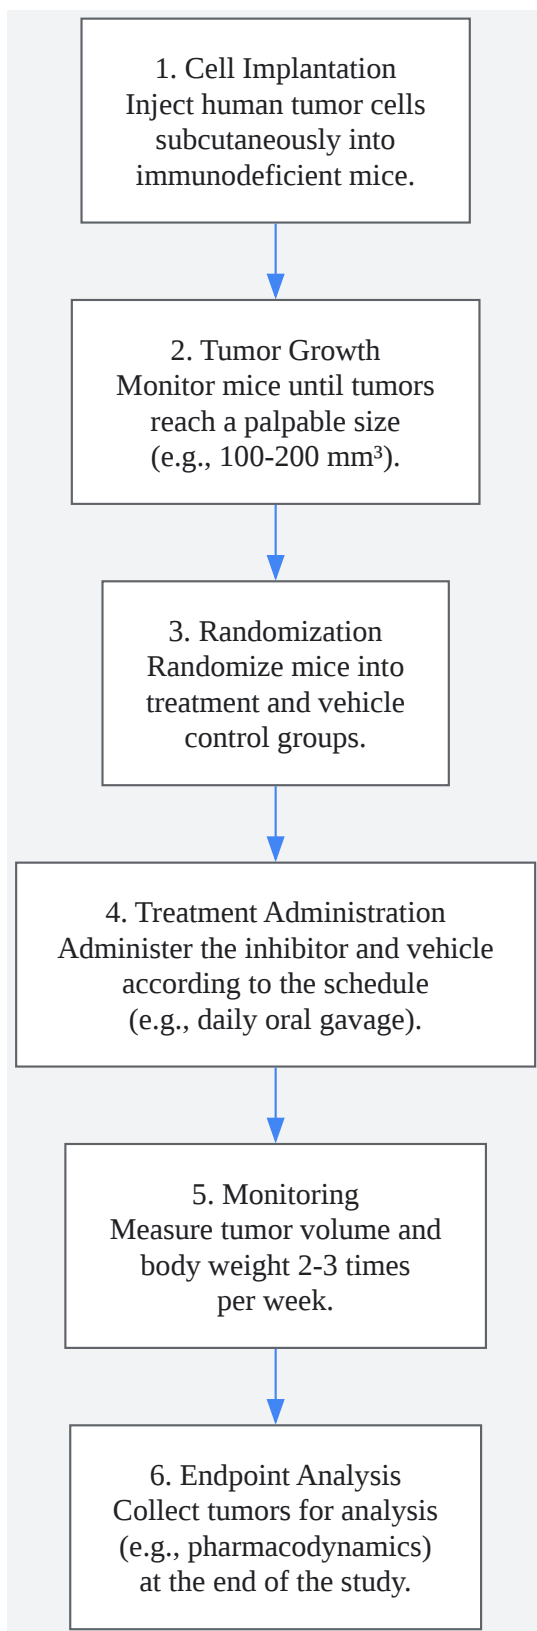 1. Cell Implantation
Inject human tumor cells
subcutaneously into
immunodeficient mice.
2. Tumor Growth
Monitor mice until tumors
reach a palpable size
(e.g., 100-200 mm³).
3. Randomization
Randomize mice into
treatment and vehicle
control groups.
4. Treatment Administration
Administer the inhibitor and vehicle
according to the schedule
(e.g., daily oral gavage).
5. Monitoring
Measure tumor volume and
body weight 2-3 times
per week.
6. Endpoint Analysis
Collect tumors for analysis
(e.g., pharmacodynamics)
at the end of the study.